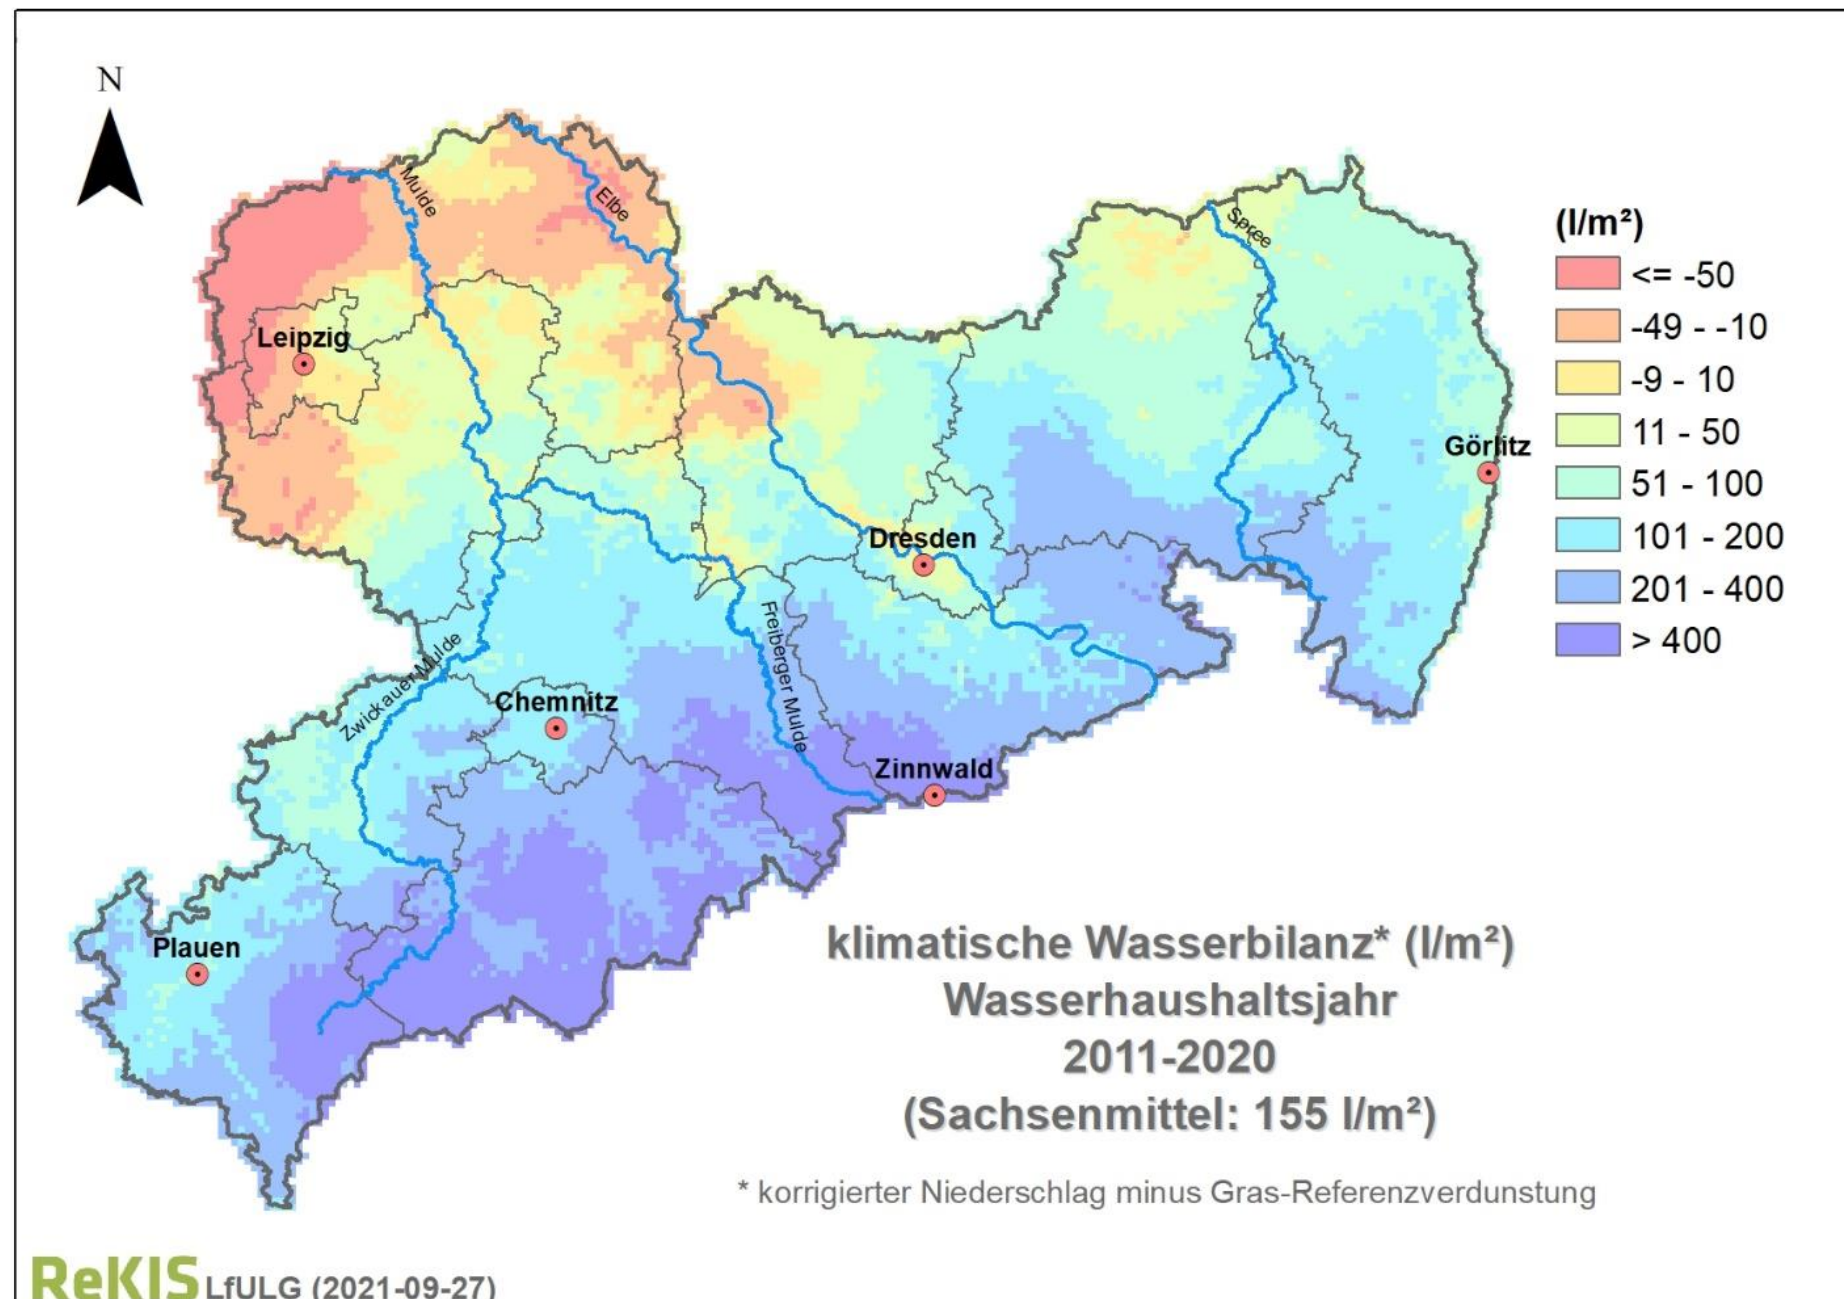 N
Mulde
Elbe
Spree
(l/m²)
<= -50
-49 - -10
-9 - 10
11 - 50
51 - 100
101 - 200
201 - 400
> 400
Leipzig
Görlitz
Dresden
Freiberger Mulde
Zwickauer Mulde
Chemnitz
Zinnwald
Plauen
klimatische Wasserbilanz* (l/m²)
Wasserhaushaltsjahr
2011-2020
(Sachsenmittel: 155 l/m²)
* korrigierter Niederschlag minus Gras-Referenzverdunstung
ReKIS LfULG (2021-09-27)